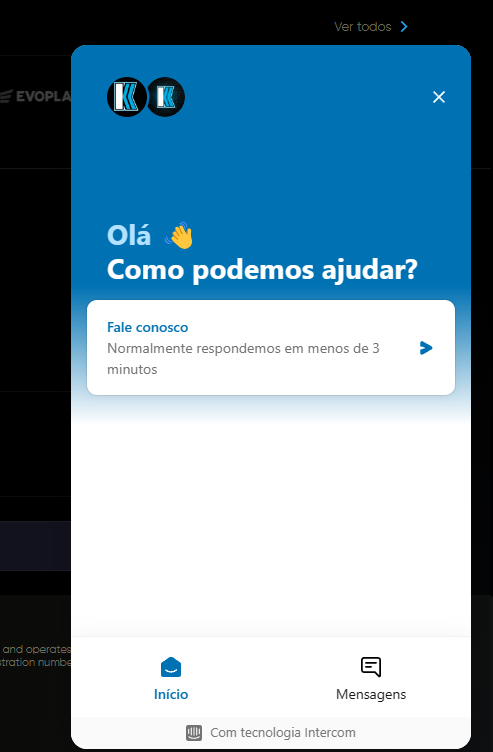 Ver todos
EVOPLA
Olá 👋
Como podemos ajudar?
Fale conosco
Normalmente respondemos em menos de 3
minutos
and operates
stration numbe
Início
Mensagens
Com tecnologia Intercom